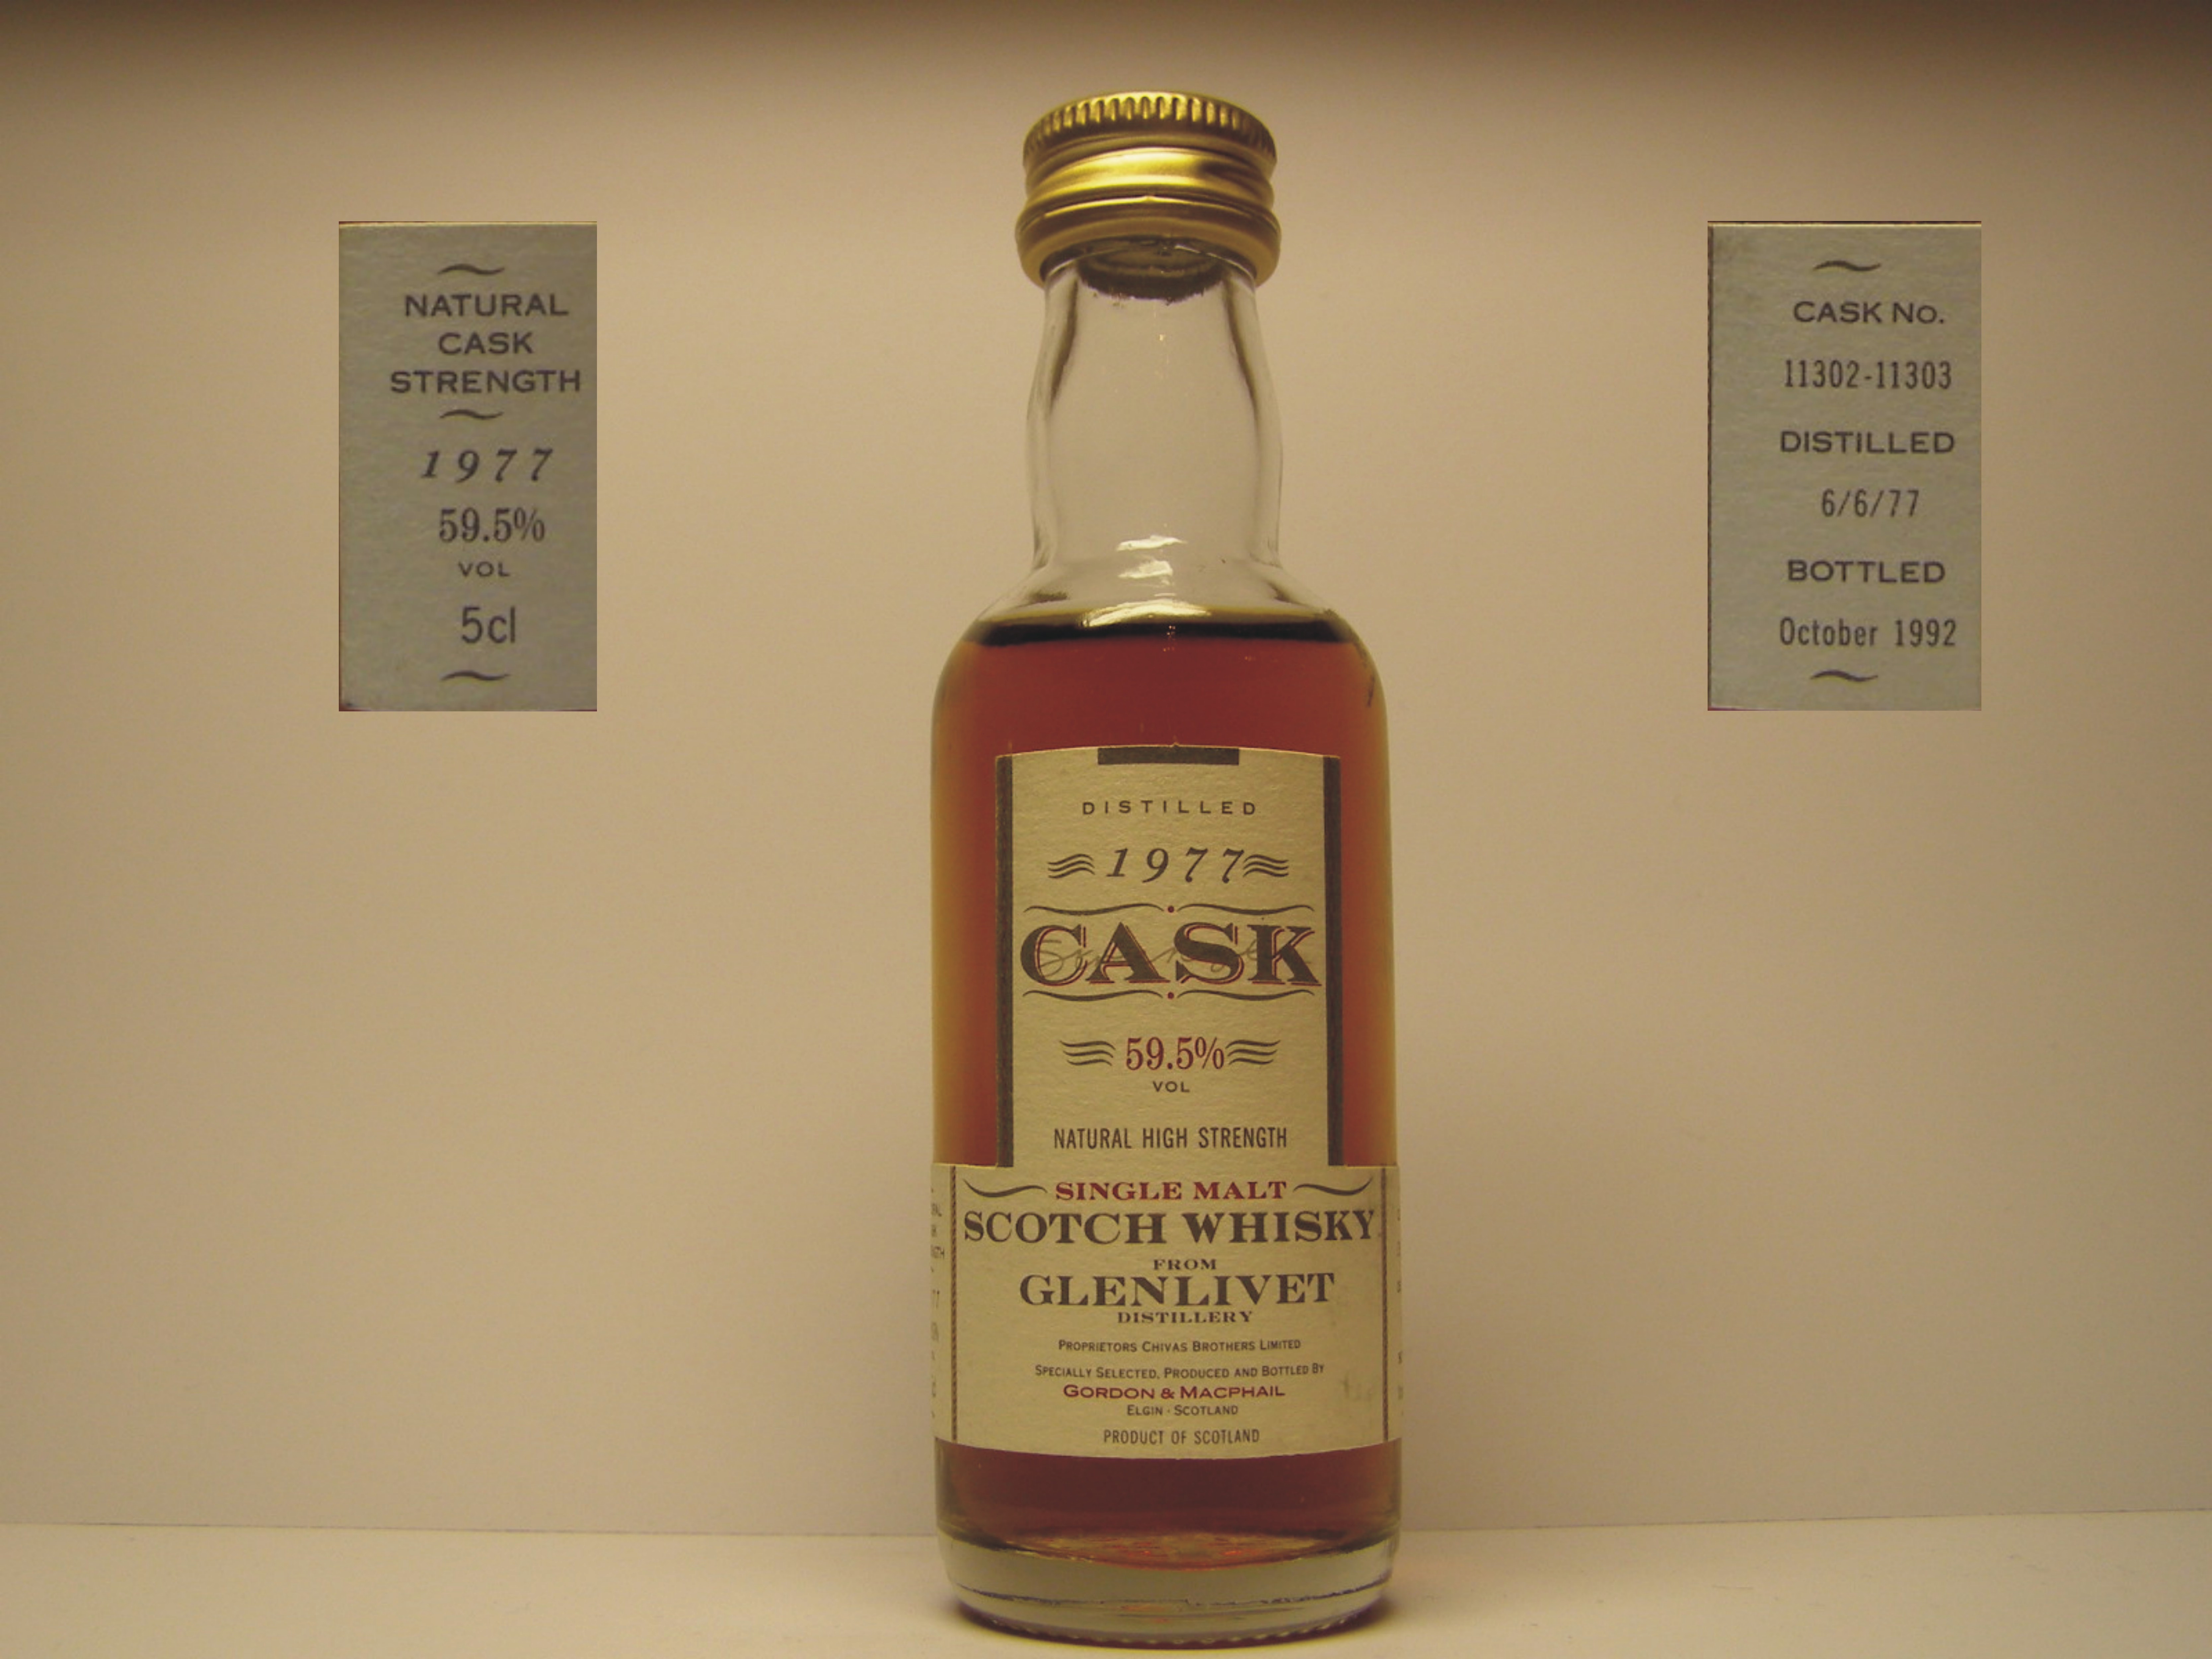 NATURAL
CASK
STRENGTH
1977
59.5%
VOL
5cl
CASK No.
11302-11303
DISTILLED
6/6/77
BOTTLED
October 1992
DISTILLED
1977
CASK
59.5%
VOL
NATURAL HIGH STRENGTH
SINGLE MALT
SCOTCH WHISKY
FROM
GLENLIVET
DISTILLERY
PROPRIETORS CHIVAS BROTHERS LIMITED
SPECIALLY SELECTED, PRODUCED AND BOTTLED BY
GORDON & MACPHAIL
ELGIN · SCOTLAND
PRODUCT OF SCOTLAND